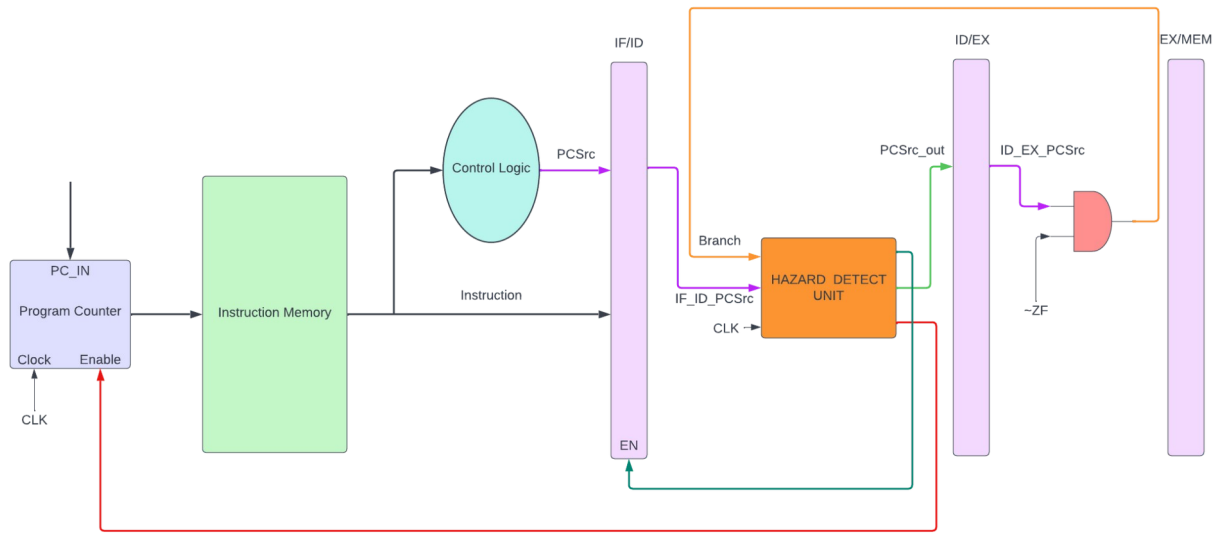 IF/ID
ID/EX
EX/MEM
PCSrc
Control Logic
PCSrc_out
ID_EX_PCSrc
Branch
PC_IN
HAZARD DETECT
UNIT
Instruction
IF_ID_PCSrc
Program Counter
Instruction Memory
~ZF
CLK
Clock
Enable
CLK
EN